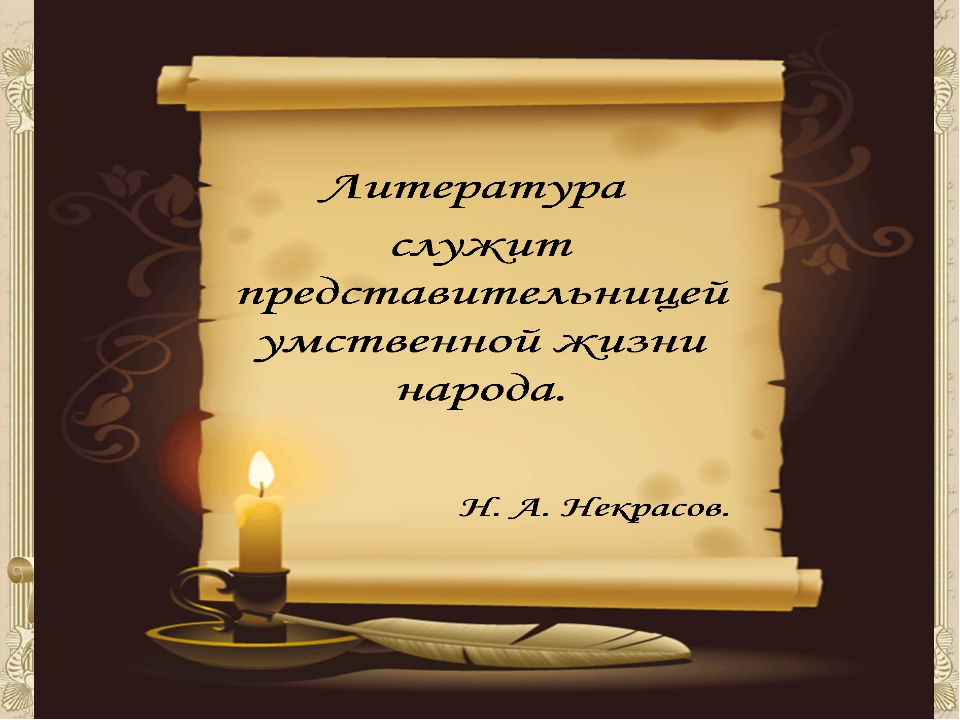 Литература
служит
представительницей
умственной жизни
народа.
Н. А. Некрасов.